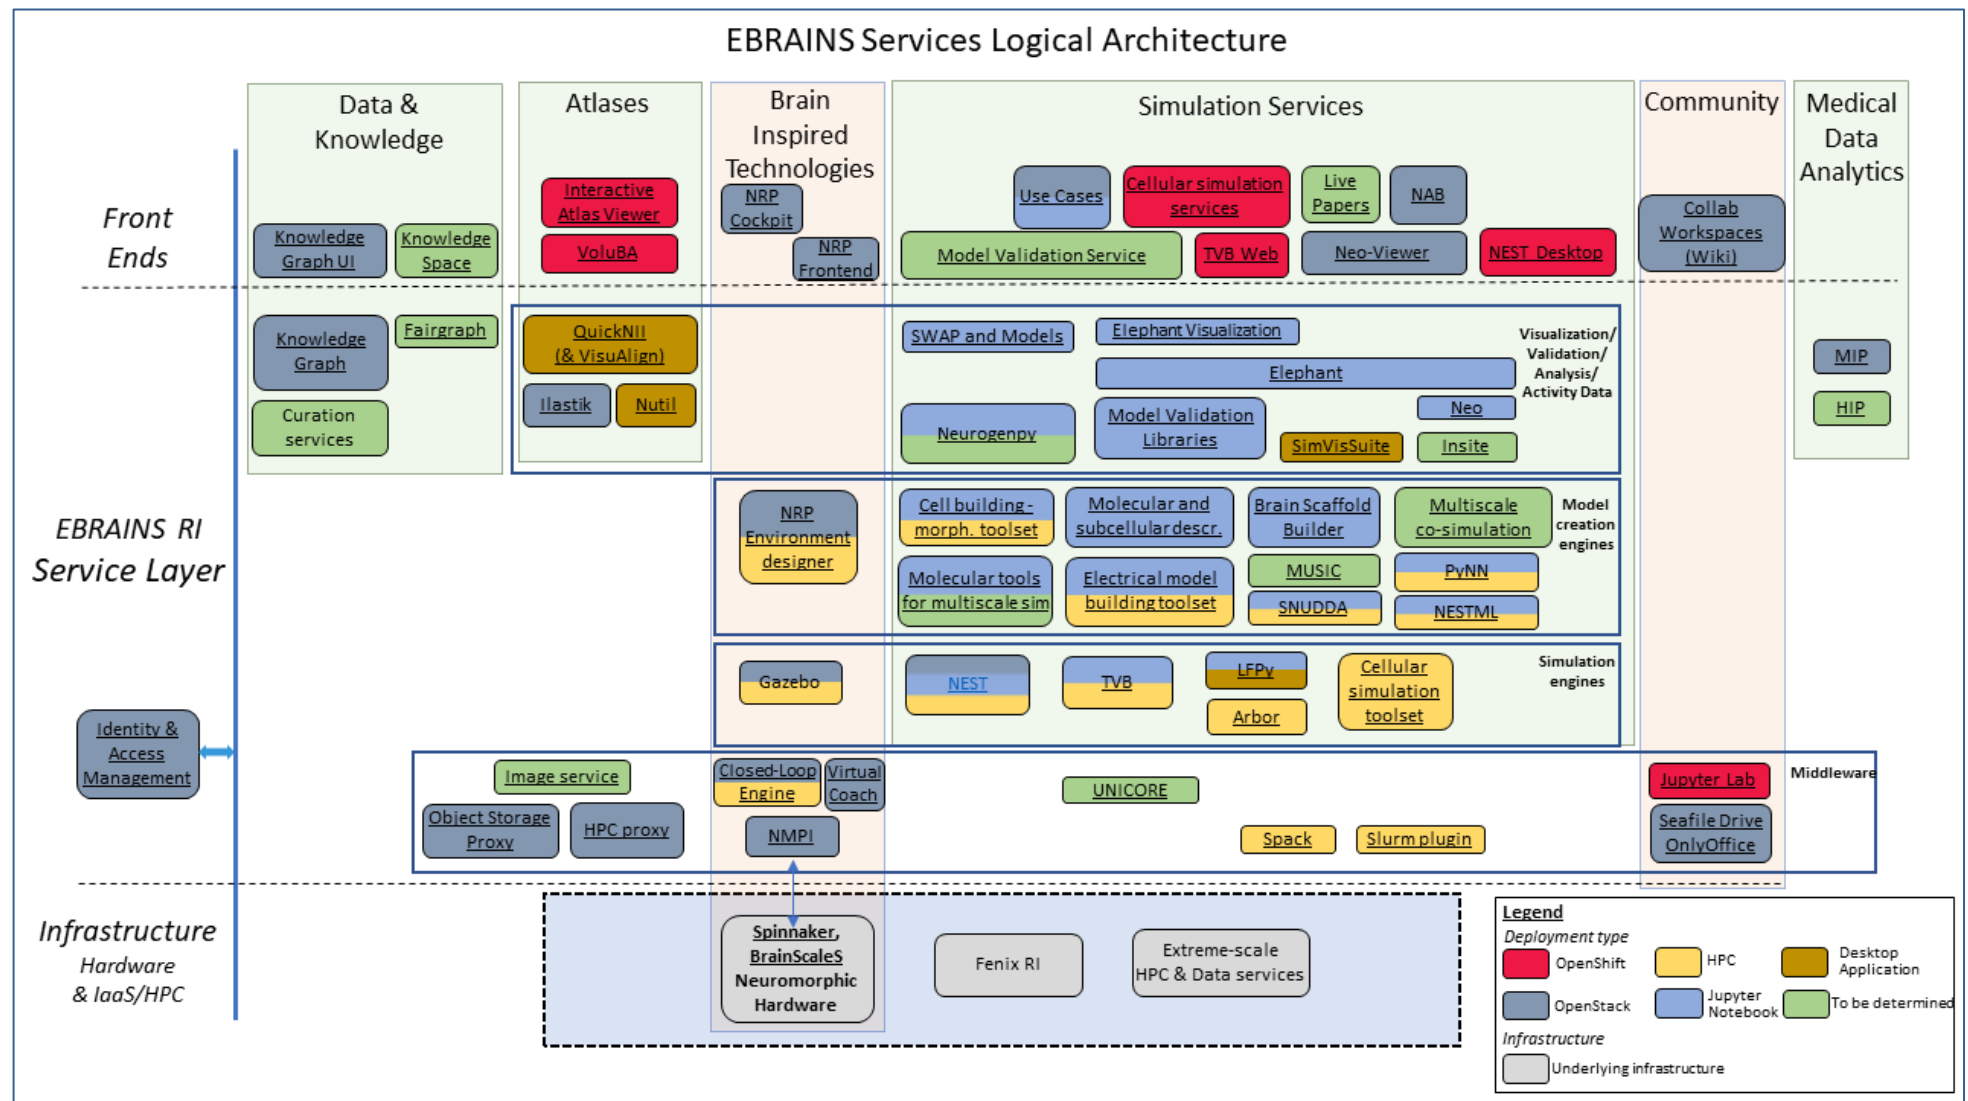 EBRAINS Services Logical Architecture
Data &
Knowledge
Atlases
Brain
Inspired
Technologies
Simulation Services
Community
Medical
Data
Analytics
Front
Ends
Knowledge
Graph UI
Knowledge
Space
Interactive
Atlas Viewer
VoluBA
NRP
Cockpit
NRP
Frontend
Use Cases
Cellular simulation
services
Live
Papers
NAB
Model Validation Service
TVB Web
Neo-Viewer
NEST Desktop
Collab
Workspaces
(Wiki)
EBRAINS RI
Service Layer
Knowledge
Graph
Fairgraph
Curation
services
QuickNII
(& VisuAlign)
Ilastik
Nutil
SWAP and Models
Elephant Visualization
Elephant
Neurogenpy
Model Validation
Libraries
Neo
SimVisSuite
Insite
Visualization/
Validation/
Analysis/
Activity Data
MIP
HIP
NRP
Environment
designer
Cell building -
morph. toolset
Molecular and
subcellular descr.
Brain Scaffold
Builder
Multiscale
co-simulation
Molecular tools
for multiscale sim
Electrical model
building toolset
MUSIC
SNUDDA
PyNN
NESTML
Model
creation
engines
Gazebo
NEST
TVB
LFPy
Arbor
Cellular
simulation
toolset
Simulation
engines
Identity &
Access
Management
Image service
Object Storage
Proxy
HPC proxy
Closed-Loop
Engine
Virtual
Coach
NMPI
UNICORE
Spack
Slurm plugin
Jupyter Lab
Seafile Drive
OnlyOffice
Middleware
Infrastructure
Hardware
& IaaS/HPC
Spinnaker,
BrainScaleS
Neuromorphic
Hardware
Fenix RI
Extreme-scale
HPC & Data services
Legend
Deployment type
OpenShift
HPC
Desktop
Application
OpenStack
Jupyter
Notebook
To be determined
Infrastructure
Underlying infrastructure